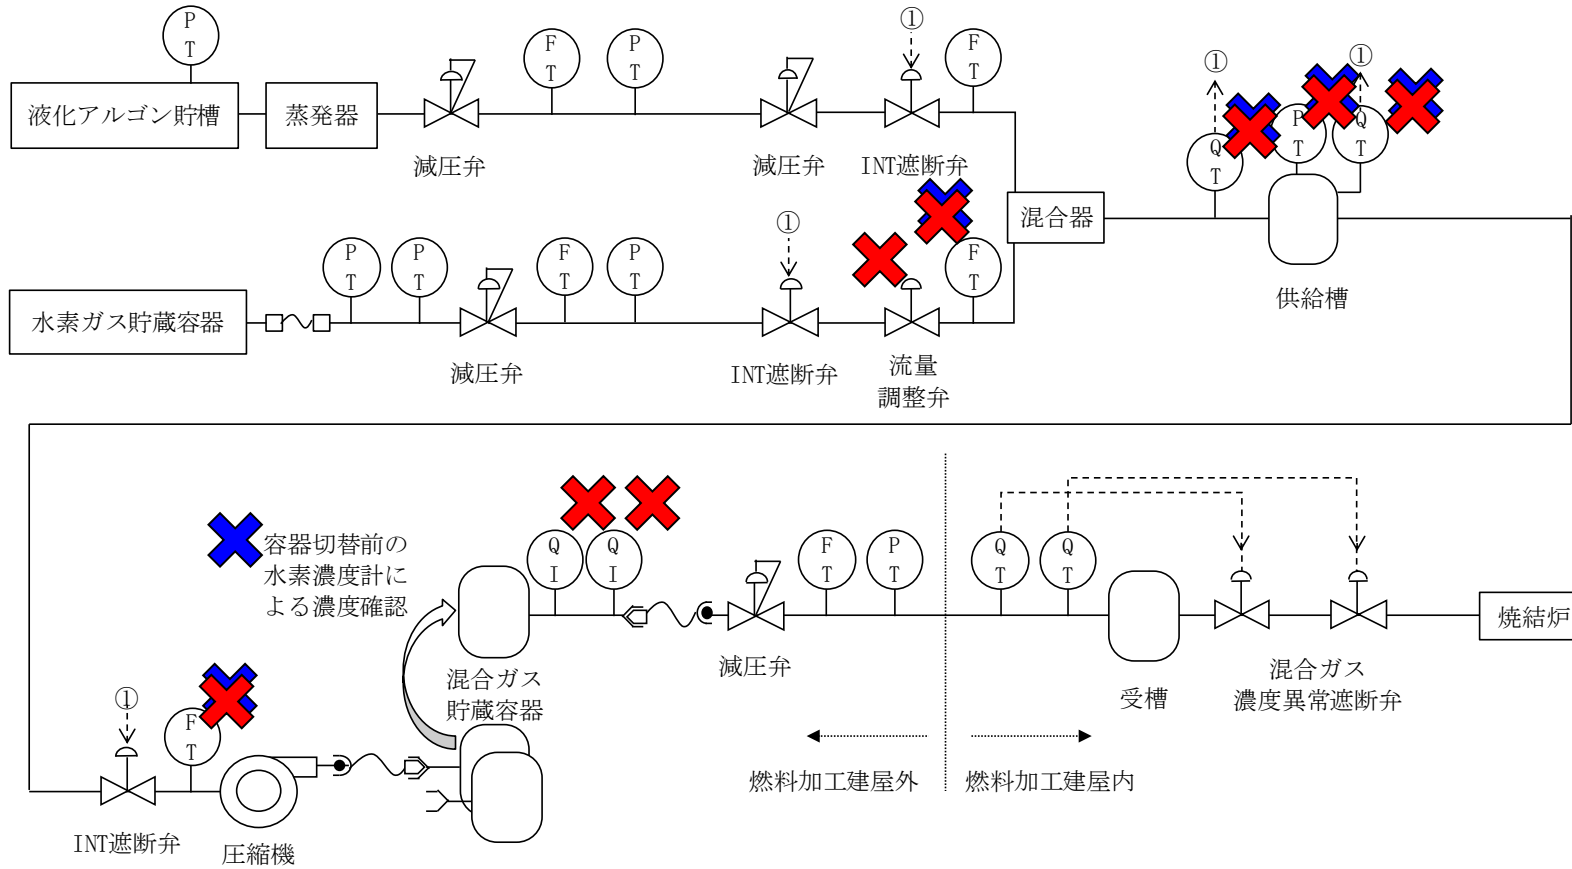 P
T
液化アルゴン貯槽
蒸発器
減圧弁
F
T
P
T
減圧弁
①
INT遮断弁
F
T
①
Q
T
P
T
①
Q
T
混合器
供給槽
水素ガス貯蔵容器
P
T
P
T
減圧弁
F
T
P
T
①
INT遮断弁
流量
調整弁
F
T
容器切替前の
水素濃度計に
よる濃度確認
Q
I
Q
I
混合ガス
貯蔵容器
減圧弁
F
T
P
T
Q
T
Q
T
受槽
混合ガス
濃度異常遮断弁
焼結炉
①
INT遮断弁
F
T
圧縮機
燃料加工建屋外
燃料加工建屋内